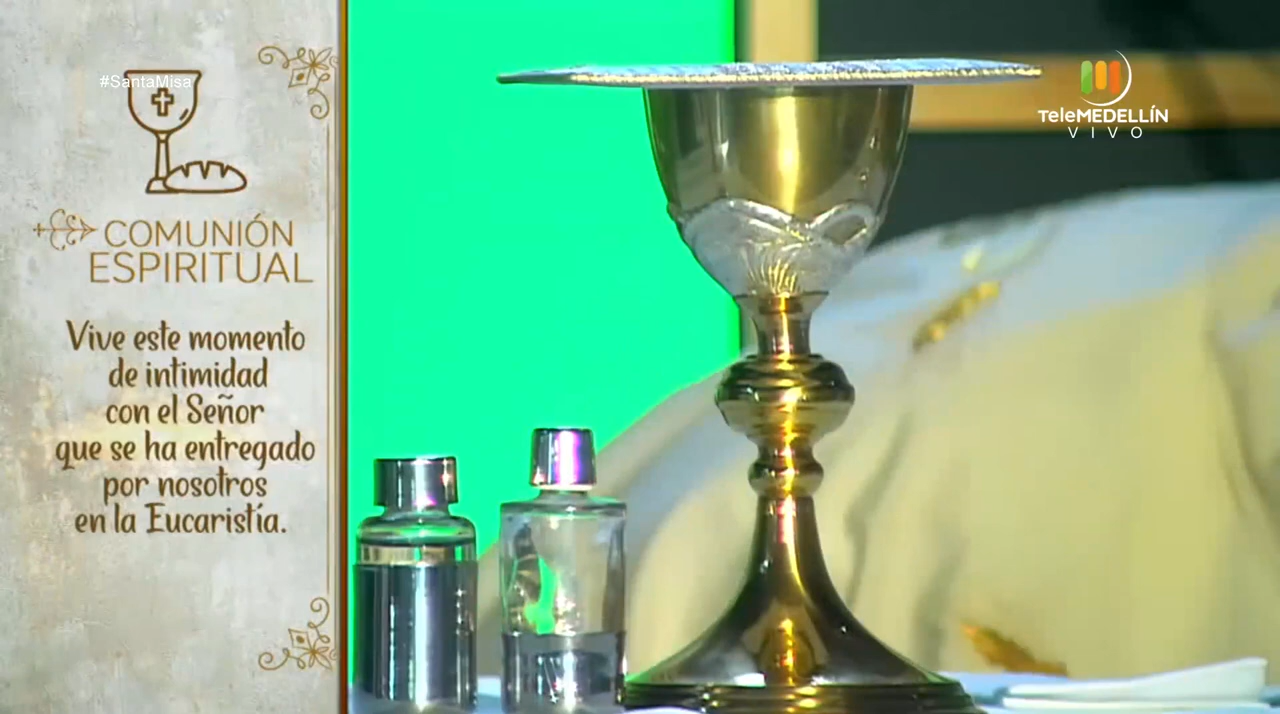 #SantaMisa
COMUNIÓN
ESPIRITUAL
Vive este momento
de intimidad
con el Señor
que se ha entregado
por nosotros
en la Eucaristía.
TeleMEDELLÍN
VIVO